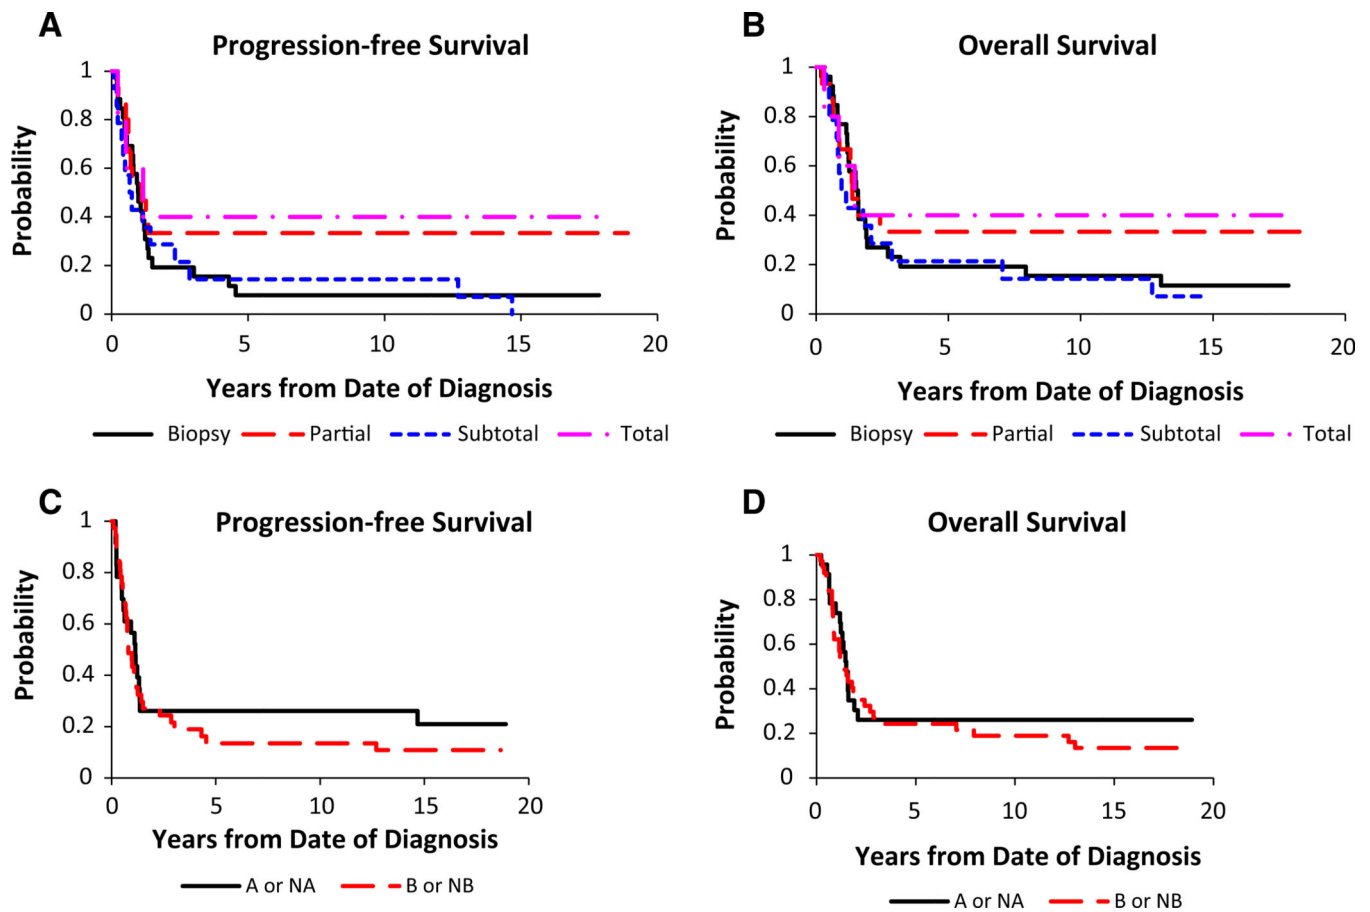 A
Progression-free Survival
B
Overall Survival
1
0.8
0.6
0.4
0.2
0
Probability
0 5 10 15 20
Years from Date of Diagnosis
Biopsy Partial Subtotal Total
1
0.8
0.6
0.4
0.2
0
Probability
0 5 10 15 20
Years from Date of Diagnosis
Biopsy Partial Subtotal Total
C
Progression-free Survival
D
Overall Survival
1
0.8
0.6
0.4
0.2
0
Probability
0 5 10 15 20
Years from Date of Diagnosis
A or NA B or NB
1
0.8
0.6
0.4
0.2
0
Probability
0 5 10 15 20
Years from Date of Diagnosis
A or NA B or NB